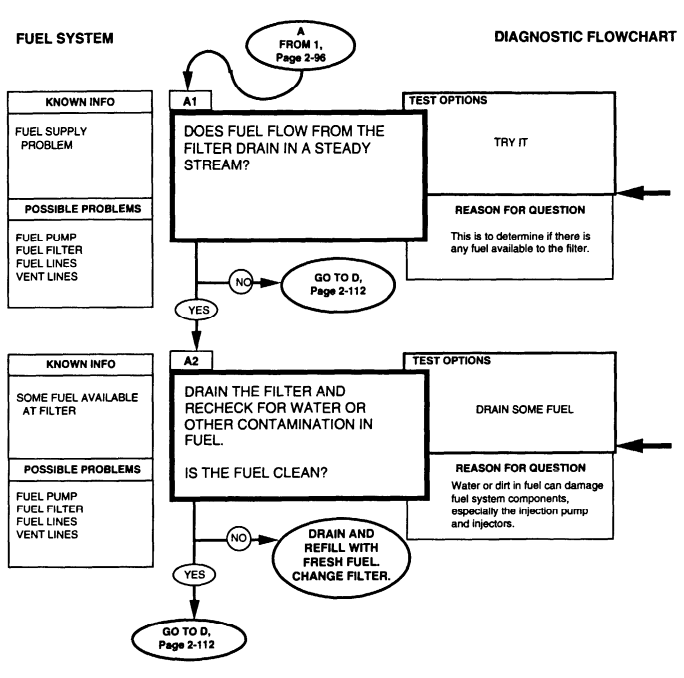 FUEL SYSTEM
A
FROM 1,
Page 2-96
DIAGNOSTIC FLOWCHART
KNOWN INFO
FUEL SUPPLY
PROBLEM
POSSIBLE PROBLEMS
FUEL PUMP
FUEL FILTER
FUEL LINES
VENT LINES
A1
DOES FUEL FLOW FROM THE
FILTER DRAIN IN A STEADY
STREAM?
TEST OPTIONS
TRY IT
REASON FOR QUESTION
This is to determine if there is
any fuel available to the filter.
NO
GO TO D,
Page 2-112
YES
KNOWN INFO
SOME FUEL AVAILABLE
AT FILTER
POSSIBLE PROBLEMS
FUEL PUMP
FUEL FILTER
FUEL LINES
VENT LINES
A2
DRAIN THE FILTER AND
RECHECK FOR WATER OR
OTHER CONTAMINATION IN
FUEL.
IS THE FUEL CLEAN?
TEST OPTIONS
DRAIN SOME FUEL
REASON FOR QUESTION
Water or dirt in fuel can damage
fuel system components,
especially the injection pump
and injectors.
NO
DRAIN AND
REFILL WITH
FRESH FUEL.
CHANGE FILTER.
YES
GO TO D,
Page 2-112